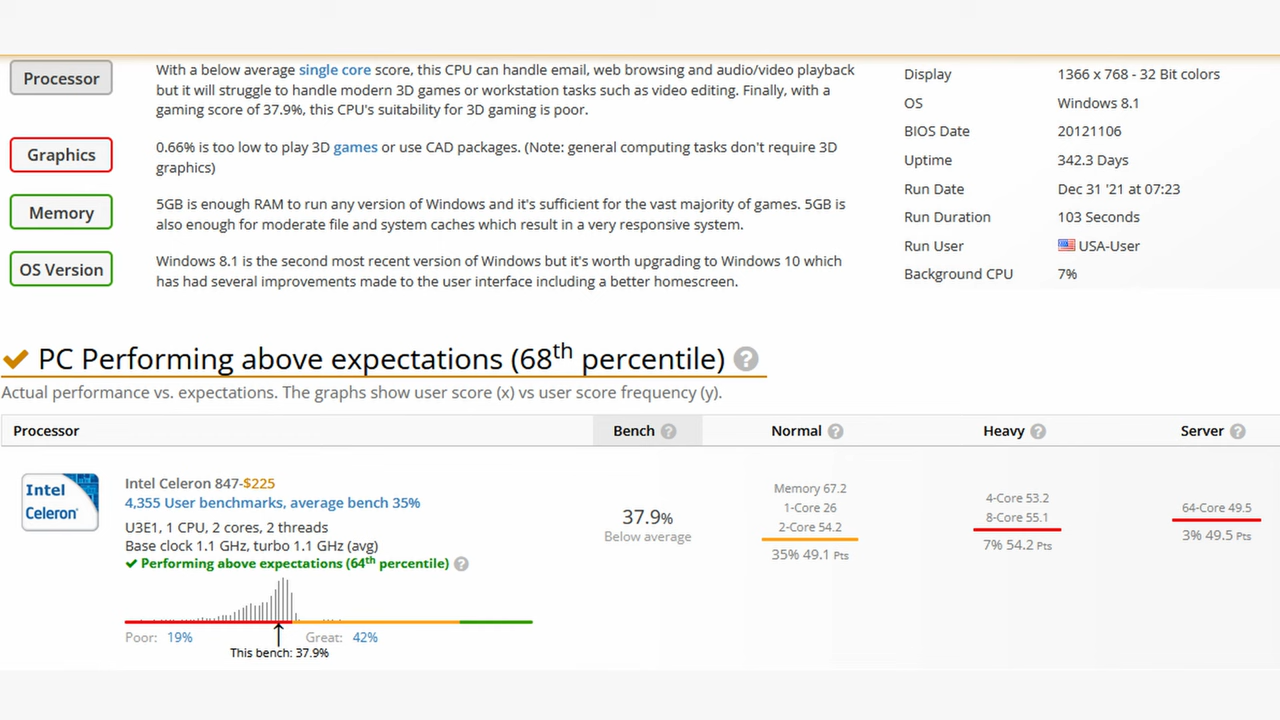 Processor
With a below average single core score, this CPU can handle email, web browsing and audio/video playback
but it will struggle to handle modern 3D games or workstation tasks such as video editing. Finally, with a
gaming score of 37.9%, this CPU's suitability for 3D gaming is poor.
Graphics
0.66% is too low to play 3D games or use CAD packages. (Note: general computing tasks don't require 3D
graphics)
Memory
5GB is enough RAM to run any version of Windows and it's sufficient for the vast majority of games. 5GB is
also enough for moderate file and system caches which result in a very responsive system.
OS Version
Windows 8.1 is the second most recent version of Windows but it's worth upgrading to Windows 10 which
has had several improvements made to the user interface including a better homescreen.
Display 1366 x 768 - 32 Bit colors
OS Windows 8.1
BIOS Date 20121106
Uptime 342.3 Days
Run Date Dec 31 '21 at 07:23
Run Duration 103 Seconds
Run User USA-User
Background CPU 7%
PC Performing above expectations (68th percentile) ?
Actual performance vs. expectations. The graphs show user score (x) vs user score frequency (y).
Processor Bench ? Normal ? Heavy ? Server ?
Intel Celeron
Intel Celeron 847-$225
4,355 User benchmarks, average bench 35%
U3E1, 1 CPU, 2 cores, 2 threads
Base clock 1.1 GHz, turbo 1.1 GHz (avg)
Performing above expectations (64th percentile) ?
Poor: 19% Great: 42%
This bench: 37.9%
37.9%
Below average
Memory 67.2
1-Core 26
2-Core 54.2
35% 49.1 Pts
4-Core 53.2
8-Core 55.1
7% 54.2 Pts
64-Core 49.5
3% 49.5 Pts